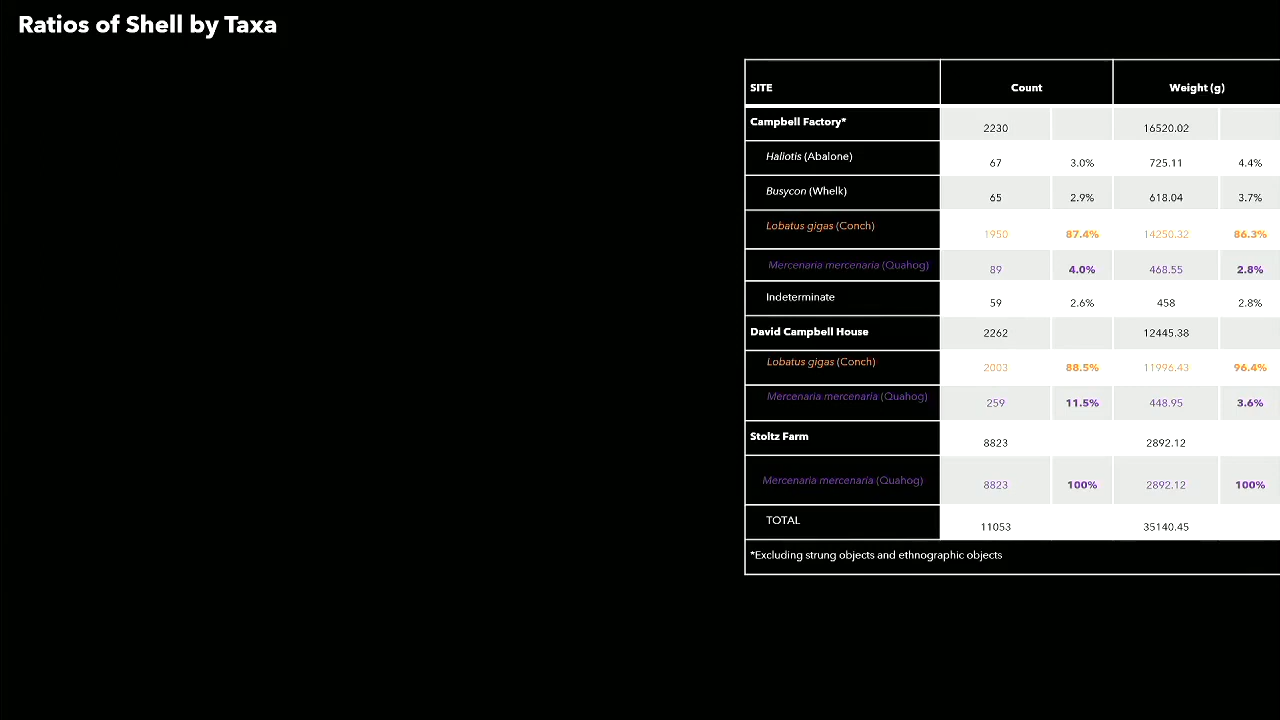 Ratios of Shell by Taxa
SITE Count Weight (g)
Campbell Factory* 2230 16520.02
Haliotis (Abalone) 67 3.0% 725.11 4.4%
Busycon (Whelk) 65 2.9% 618.04 3.7%
Lobatus gigas (Conch) 1950 87.4% 14250.32 86.3%
Mercenaria mercenaria (Quahog) 89 4.0% 468.55 2.8%
Indeterminate 59 2.6% 458 2.8%
David Campbell House 2262 12445.38
Lobatus gigas (Conch) 2003 88.5% 11996.43 96.4%
Mercenaria mercenaria (Quahog) 259 11.5% 448.95 3.6%
Stoltz Farm 8823 2892.12
Mercenaria mercenaria (Quahog) 8823 100% 2892.12 100%
TOTAL 11053 35140.45
*Excluding strung objects and ethnographic objects